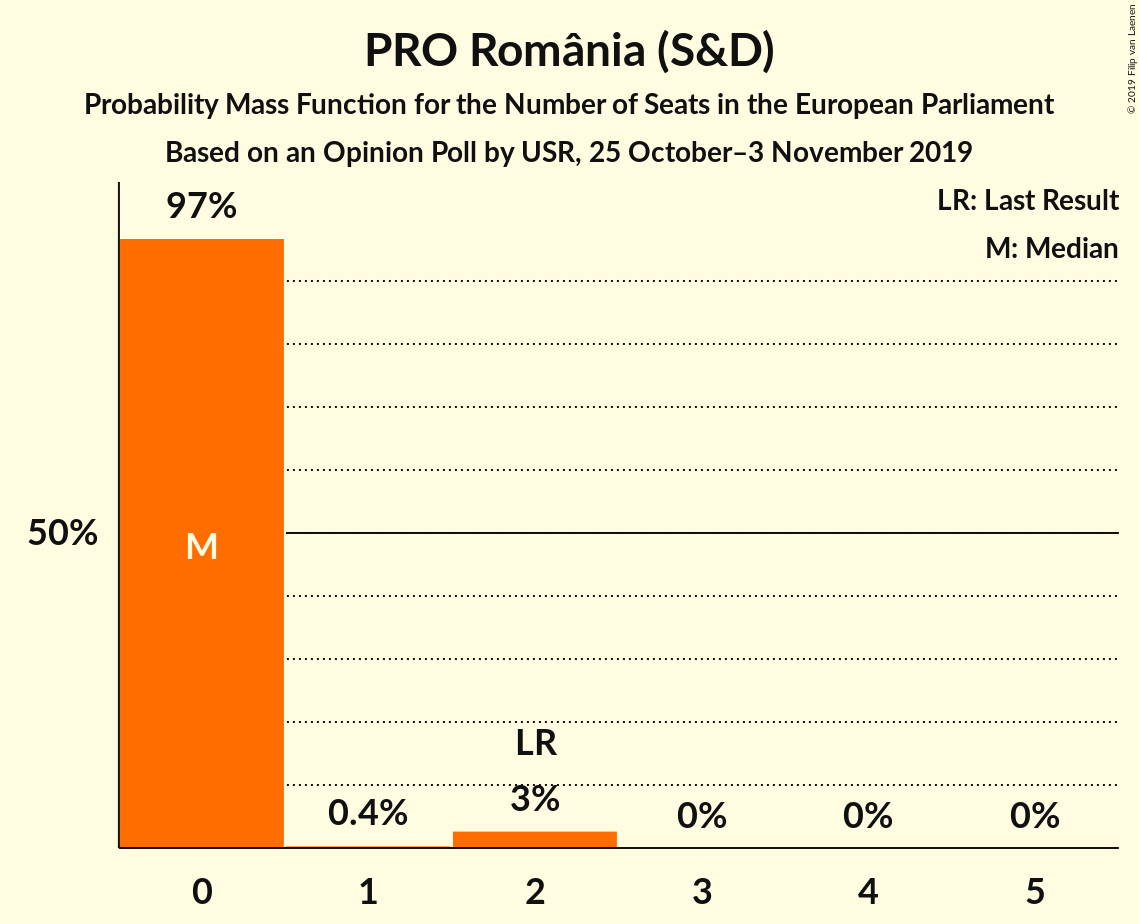 PRO România (S&D)
Probability Mass Function for the Number of Seats in the European Parliament
Based on an Opinion Poll by USR, 25 October–3 November 2019
© 2019 Filip van Laenen
LR: Last Result
M: Median
97%
50%
M
LR
0.4%
3%
0%
0%
0%
0
1
2
3
4
5